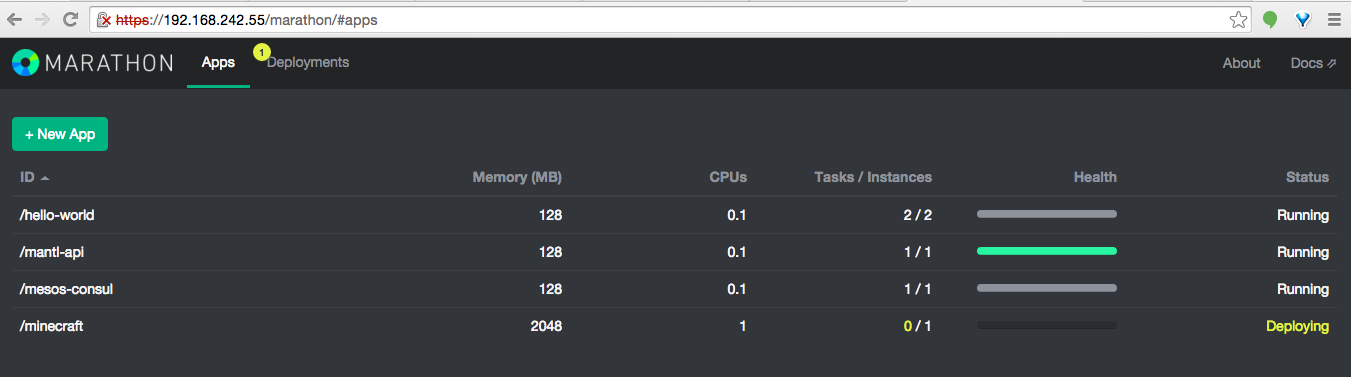 https://192.168.242.55/marathon/#apps
MARATHON Apps 1 Deployments About Docs
+ New App
ID Memory (MB) CPUs Tasks / Instances Health Status
/hello-world 128 0.1 2 / 2 Running
/mantl-api 128 0.1 1 / 1 Running
/mesos-consul 128 0.1 1 / 1 Running
/minecraft 2048 1 0 / 1 Deploying